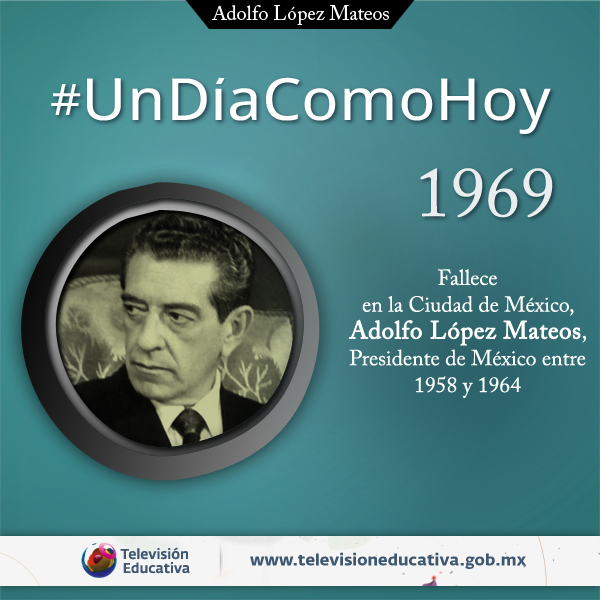 Adolfo López Mateos
#UnDíaComoHoy
1969
Fallece
en la Ciudad de México,
Adolfo López Mateos,
Presidente de México entre
1958 y 1964
Televisión
Educativa
www.televisioneducativa.gob.mx